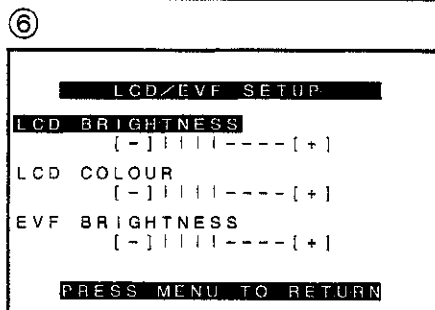 ⑥
LCD/EVF SETUP
LCD BRIGHTNESS
[-]||||----[+]
LCD COLOUR
[-]||||----[+]
EVF BRIGHTNESS
[-]||||----[+]
PRESS MENU TO RETURN